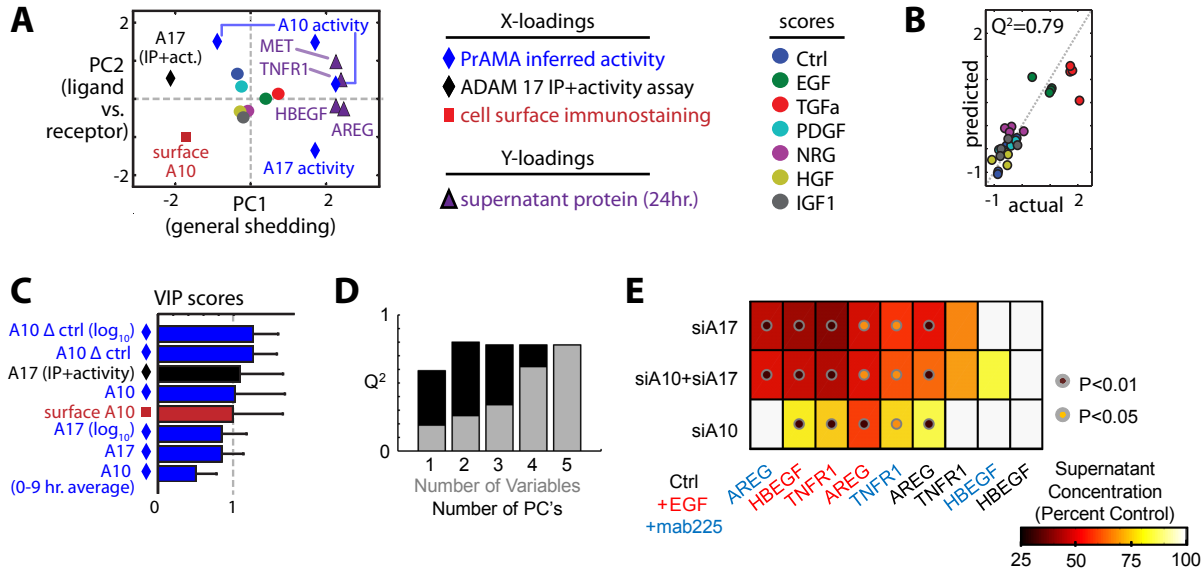 A
2
2
-2
-2
2
PC2
(ligand
vs.
receptor)
A17
(IP+act.)
A10 activity
MET
TNFR1
HBEGF
AREG
surface
A10
A17 activity
PC1
(general shedding)
X-loadings
PrAMA inferred activity
ADAM 17 IP+activity assay
cell surface immunostaining
Y-loadings
supernatant protein (24hr.)
scores
Ctrl
EGF
TGFa
PDGF
NRG
HGF
IGF1
B
Q²=0.79
predicted
2
-1
-1
2
actual
C
VIP scores
A10 Δ ctrl (log₁₀)
A10 Δ ctrl
A17 (IP+activity)
A10
surface A10
A17 (log₁₀)
A17
A10
(0-9 hr. average)
0
1
D
1
Q²
0
1 2 3 4 5
Number of Variables
Number of PC's
E
siA17
siA10+siA17
siA10
P<0.01
P<0.05
Ctrl
+EGF
+mab225
AREG
HBEGF
TNFR1
AREG
TNFR1
AREG
TNFR1
HBEGF
HBEGF
Supernatant
Concentration
(Percent Control)
25 50 75 100